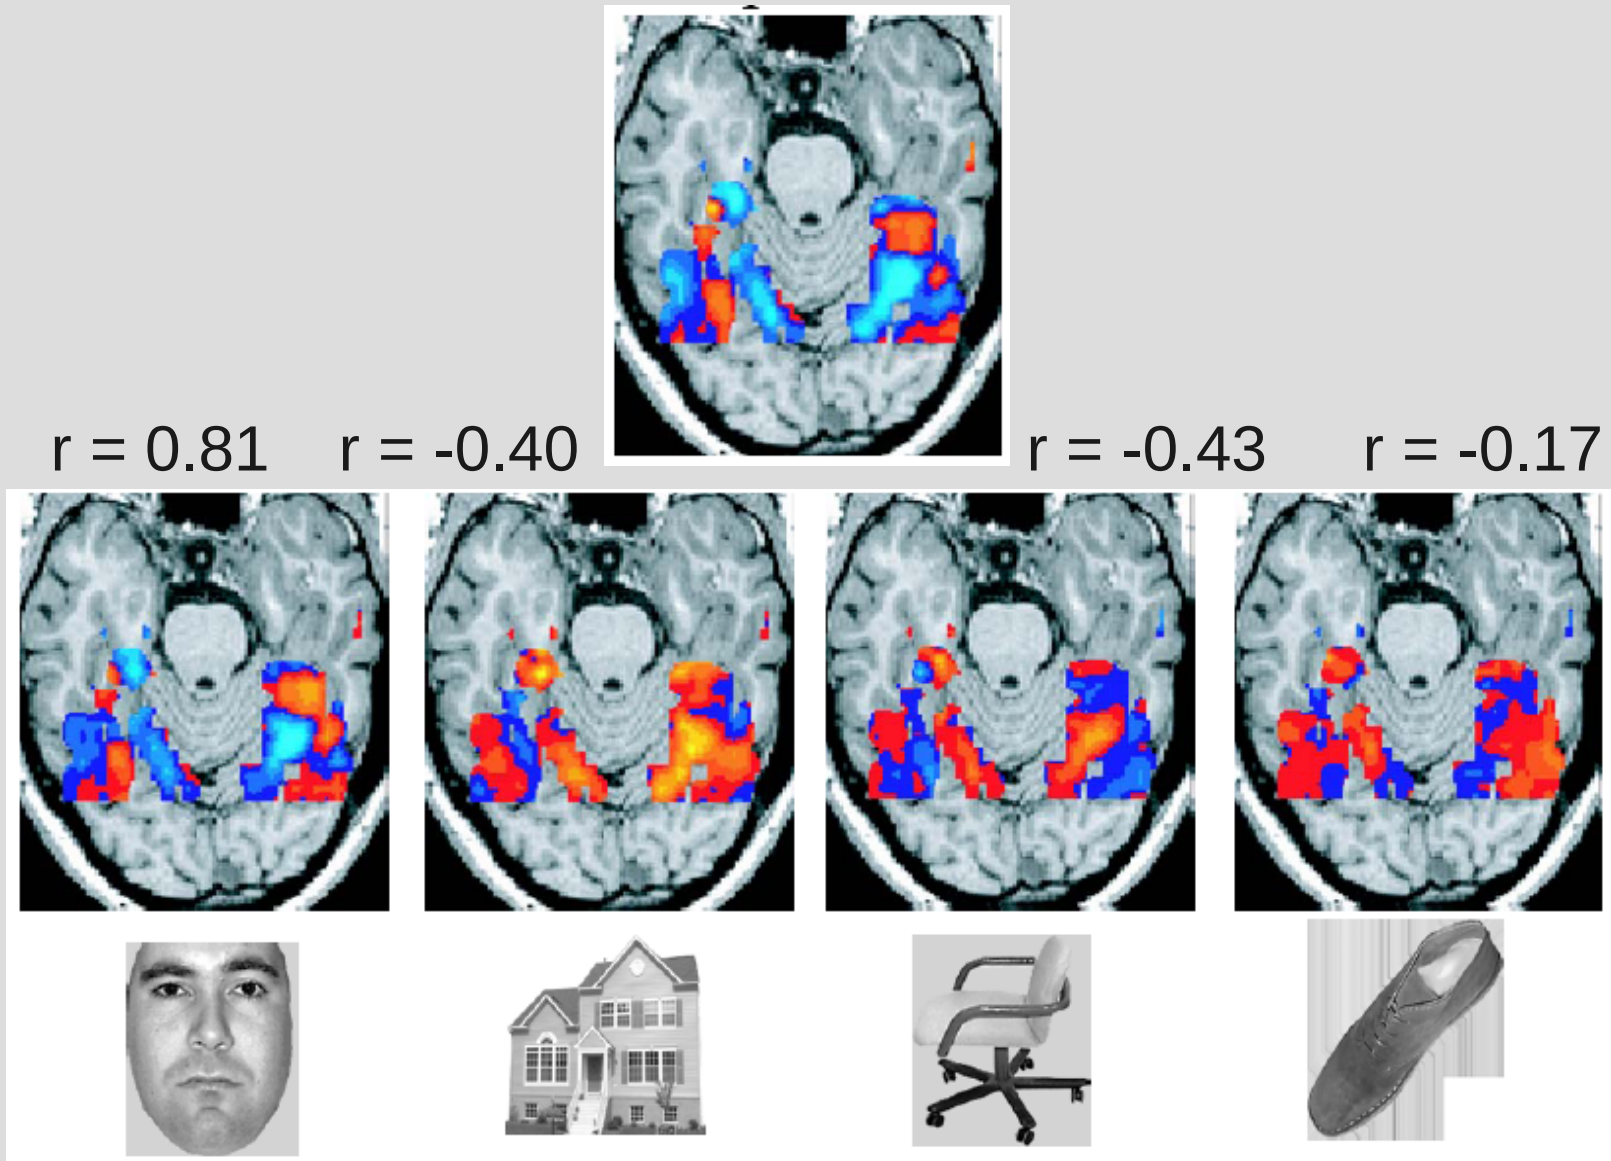 r = 0.81 r = -0.40 r = -0.43 r = -0.17